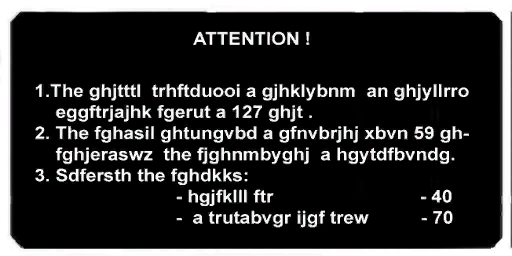 ATTENTION !
1.The ghjtttl trhftduooi a gjhklybnm an ghjyllrro
eggftrjajhk fgerut a 127 ghjt .
2. The fghasil ghtungvbd a gfnvbrjhj xbvn 59 gh-
fghjeraswz the fjghnmbyghj a hgytdfbvndg.
3. Sdfersth the fghdkks:
- hgjfklll ftr - 40
- a trutabvgr ijgf trew - 70